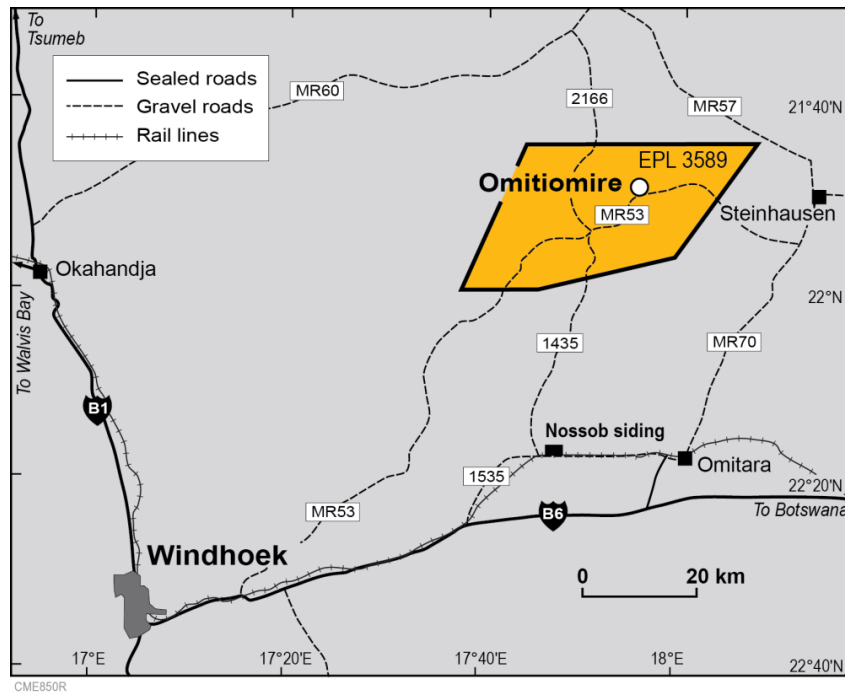 To
Tsumeb
Sealed roads
Gravel roads
Rail lines
MR60
2166
MR57
21°40'N
EPL 3589
Omitiomire
MR53
Steinhausen
Okahandja
To Walvis Bay
22°N
1435
MR70
B1
Nossob siding
Omitara
1535
22°20'N
MR53
B6
To Botswana
Windhoek
0 20 km
17°E
17°20'E
17°40'E
18°E
22°40'N
CME850R